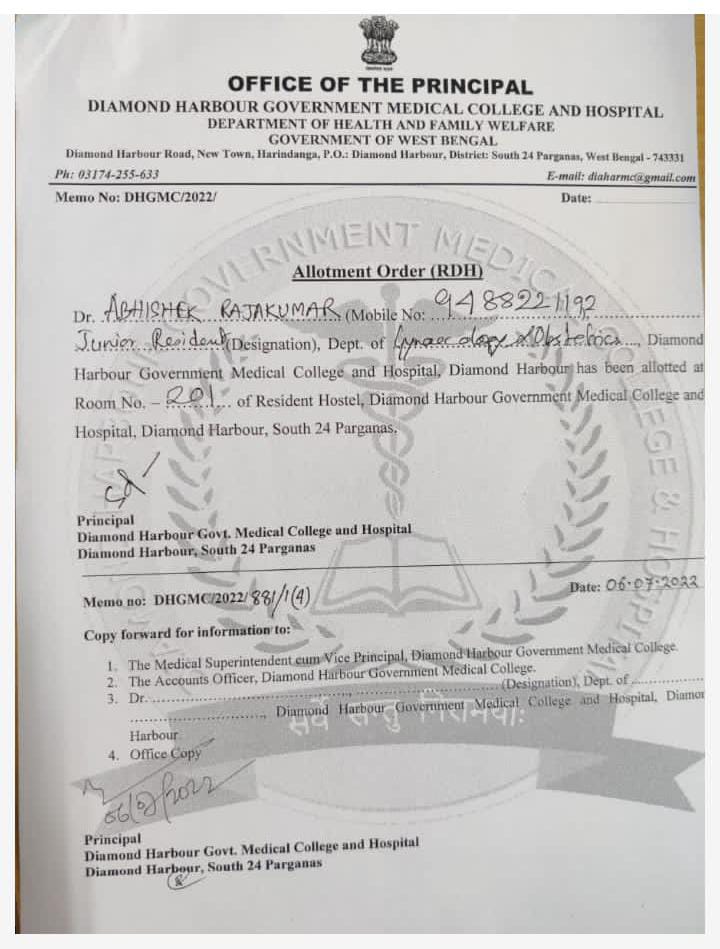 OFFICE OF THE PRINCIPAL
DIAMOND HARBOUR GOVERNMENT MEDICAL COLLEGE AND HOSPITAL
DEPARTMENT OF HEALTH AND FAMILY WELFARE
GOVERNMENT OF WEST BENGAL
Diamond Harbour Road, New Town, Harindanga, P.O.: Diamond Harbour, District: South 24 Parganas, West Bengal - 743331
Ph: 03174-255-633 E-mail: diaharmc@gmail.com
Memo No: DHGMC/2022/ Date:
Allotment Order (RDH)
Dr. ABHISHEK RAJAKUMAR (Mobile No: 9488221192
Junior Resident (Designation), Dept. of Gynaecology & Obstetrics..., Diamond
Harbour Government Medical College and Hospital, Diamond Harbour has been allotted at
Room No. – 201... of Resident Hostel, Diamond Harbour Government Medical College and
Hospital, Diamond Harbour, South 24 Parganas.
Principal
Diamond Harbour Govt. Medical College and Hospital
Diamond Harbour, South 24 Parganas
Memo no: DHGMC/2022/881/1(4) Date: 06.07.2022
Copy forward for information to:
1. The Medical Superintendent cum Vice Principal, Diamond Harbour Government Medical College.
2. The Accounts Officer, Diamond Harbour Government Medical College.
3. Dr. ..................................., ........................... (Designation), Dept. of ................
........................, Diamond Harbour Government Medical College and Hospital, Diamon
Harbour
4. Office Copy
सर्वे सन्तु निरामयाः
Principal
Diamond Harbour Govt. Medical College and Hospital
Diamond Harbour, South 24 Parganas